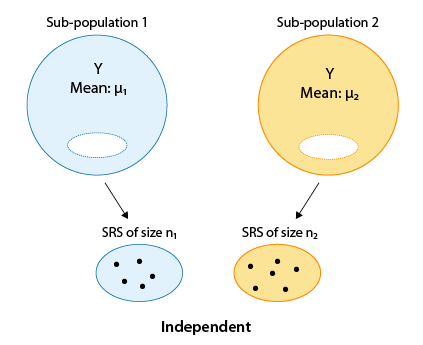 Sub-population 1
Sub-population 2
Y
Mean: μ₁
Y
Mean: μ₂
SRS of size n₁
SRS of size n₂
Independent